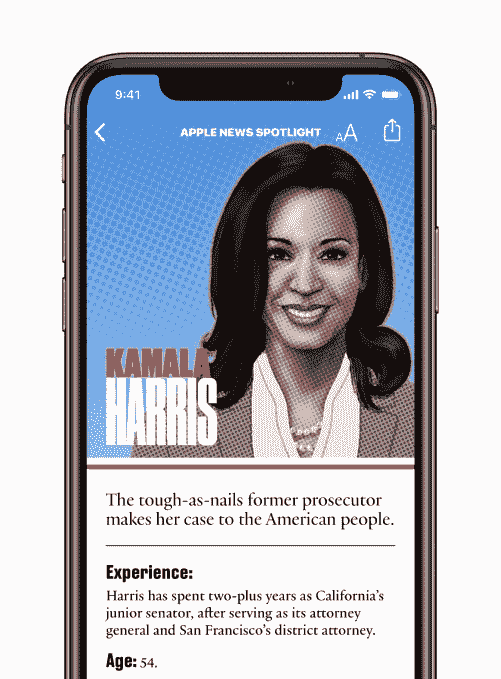 9:41
APPLE NEWS SPOTLIGHT AA
KAMALA
HARRIS
The tough-as-nails former prosecutor
makes her case to the American people.
Experience:
Harris has spent two-plus years as California’s
junior senator, after serving as its attorney
general and San Francisco’s district attorney.
Age: 54.